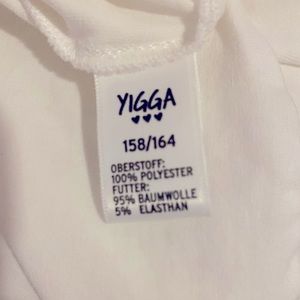 YIGGA
158/164
OBERSTOFF:
100% POLYESTER
FUTTER:
95% BAUMWOLLE
5% ELASTHAN